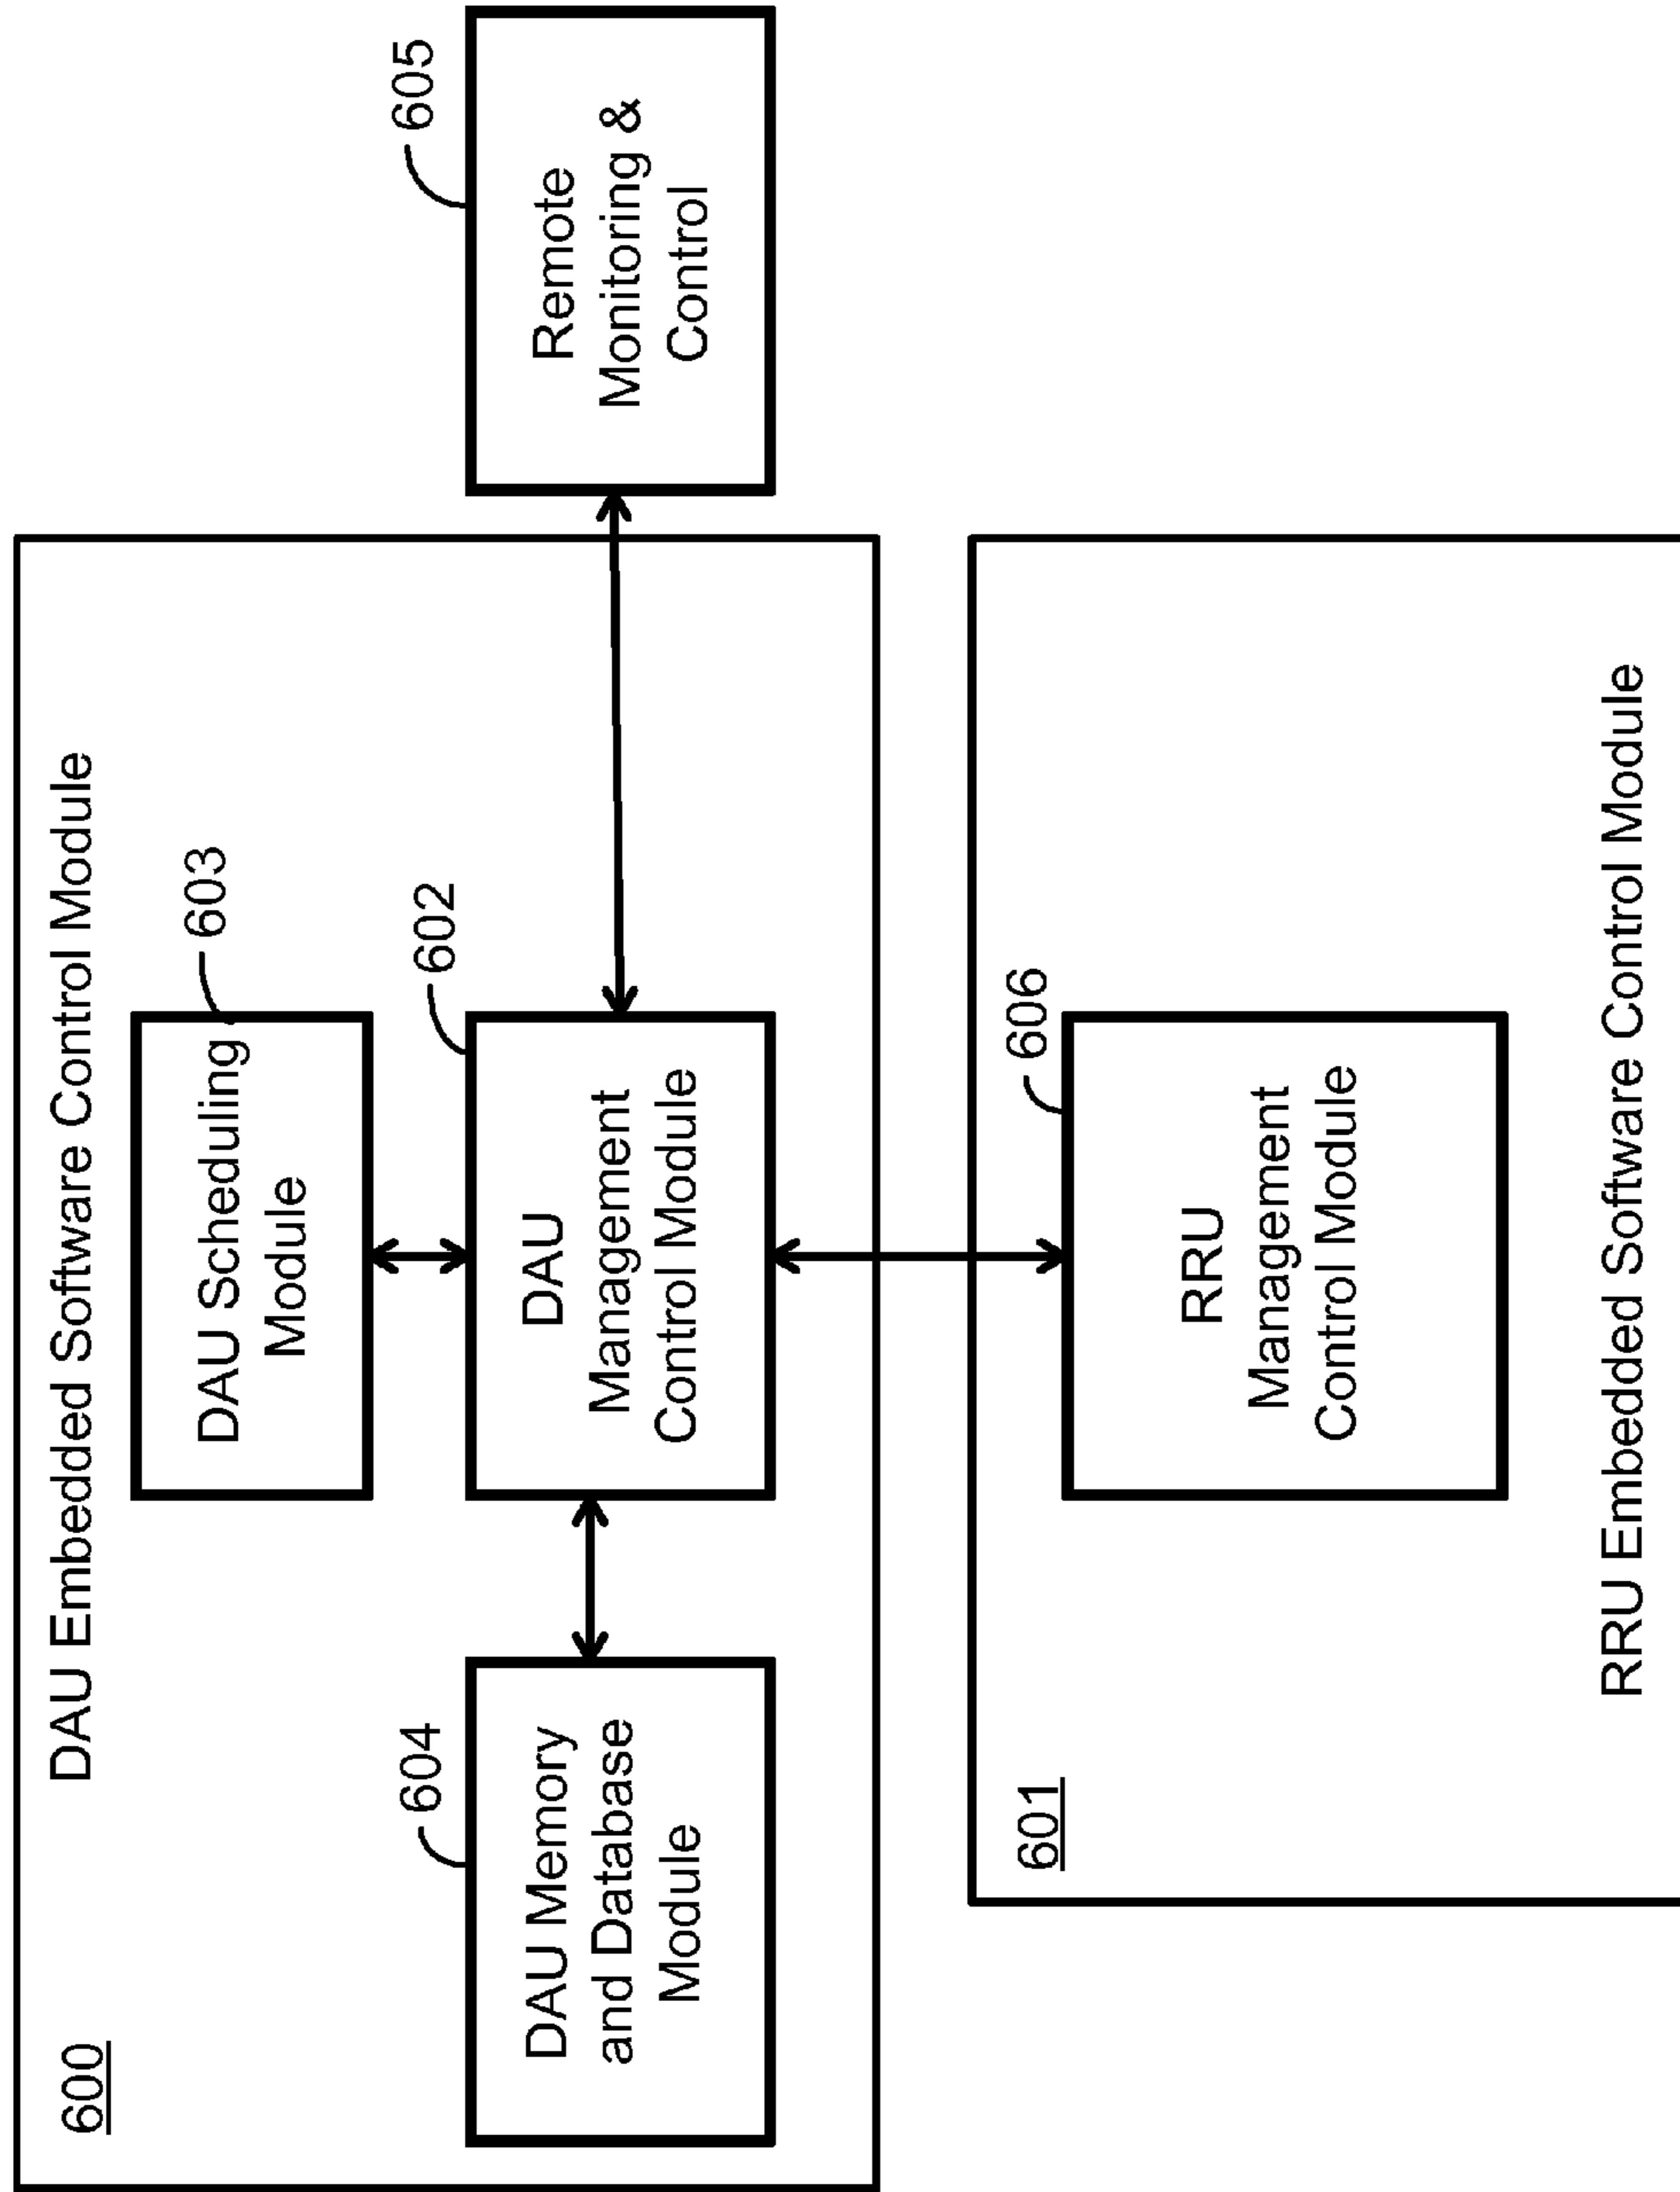 600
DAU Embedded Software Control Module
603
DAU Scheduling
Module
604
DAU Memory
and Database
Module
602
DAU
Management
Control Module
605
Remote
Monitoring &
Control
601
606
RRU
Management
Control Module
RRU Embedded Software Control Module